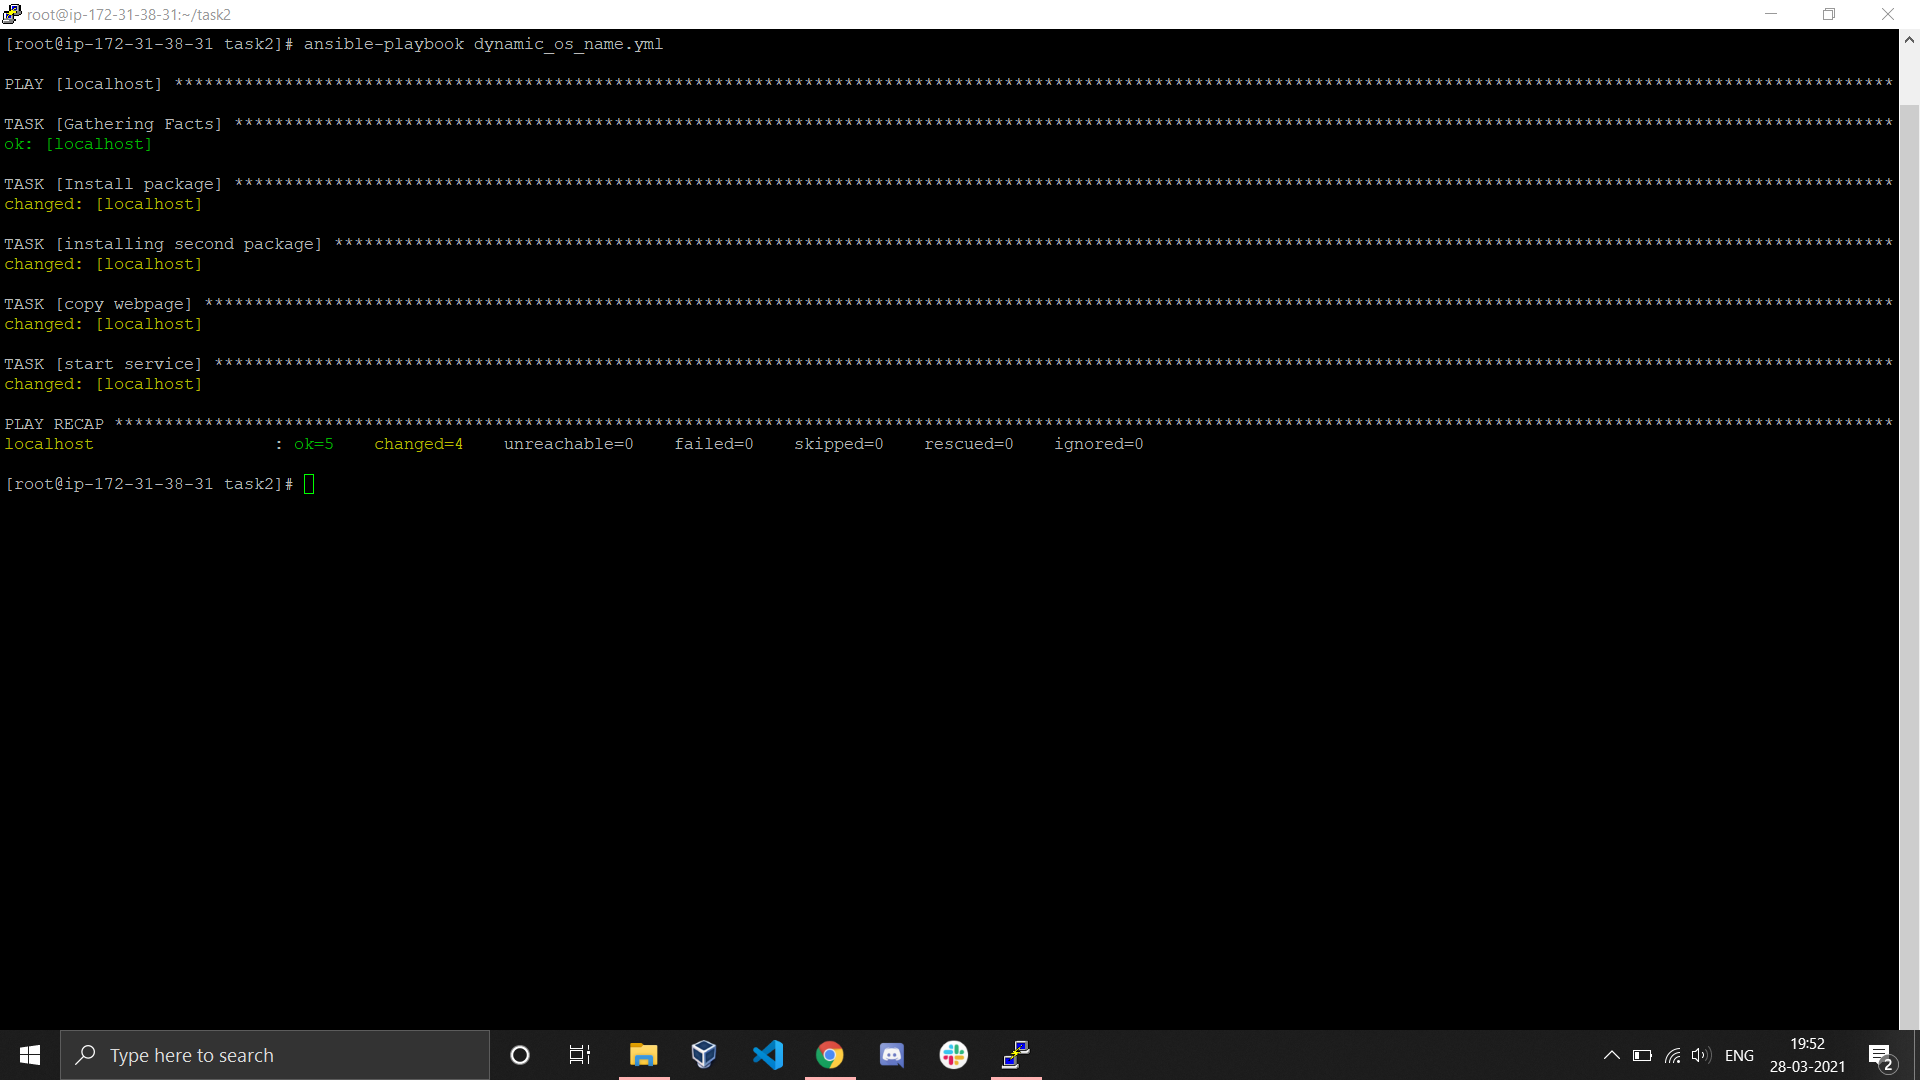 root@ip-172-31-38-31:~/task2
[root@ip-172-31-38-31 task2]# ansible-playbook dynamic_os_name.yml
PLAY [localhost] ****************************************************************************************************************************************************************************
TASK [Gathering Facts] **********************************************************************************************************************************************************************
ok: [localhost]
TASK [Install package] **********************************************************************************************************************************************************************
changed: [localhost]
TASK [installing second package] ************************************************************************************************************************************************************
changed: [localhost]
TASK [copy webpage] *************************************************************************************************************************************************************************
changed: [localhost]
TASK [start service] ************************************************************************************************************************************************************************
changed: [localhost]
PLAY RECAP **********************************************************************************************************************************************************************************
localhost                  : ok=5    changed=4    unreachable=0    failed=0    skipped=0    rescued=0    ignored=0
[root@ip-172-31-38-31 task2]#
Type here to search
ENG
19:52
28-03-2021
2